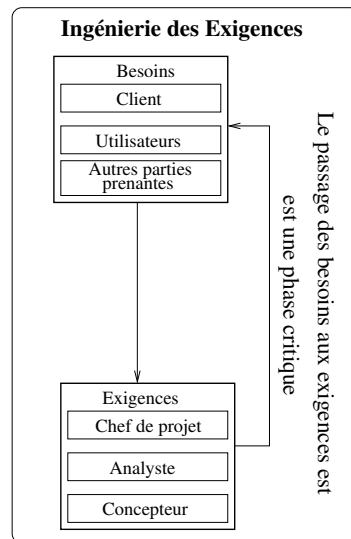 Ingénierie des Exigences
Besoins
Client
Utilisateurs
Autres parties
prenantes
Exigences
Chef de projet
Analyste
Concepteur
Le passage des besoins aux exigences est
est une phase critique